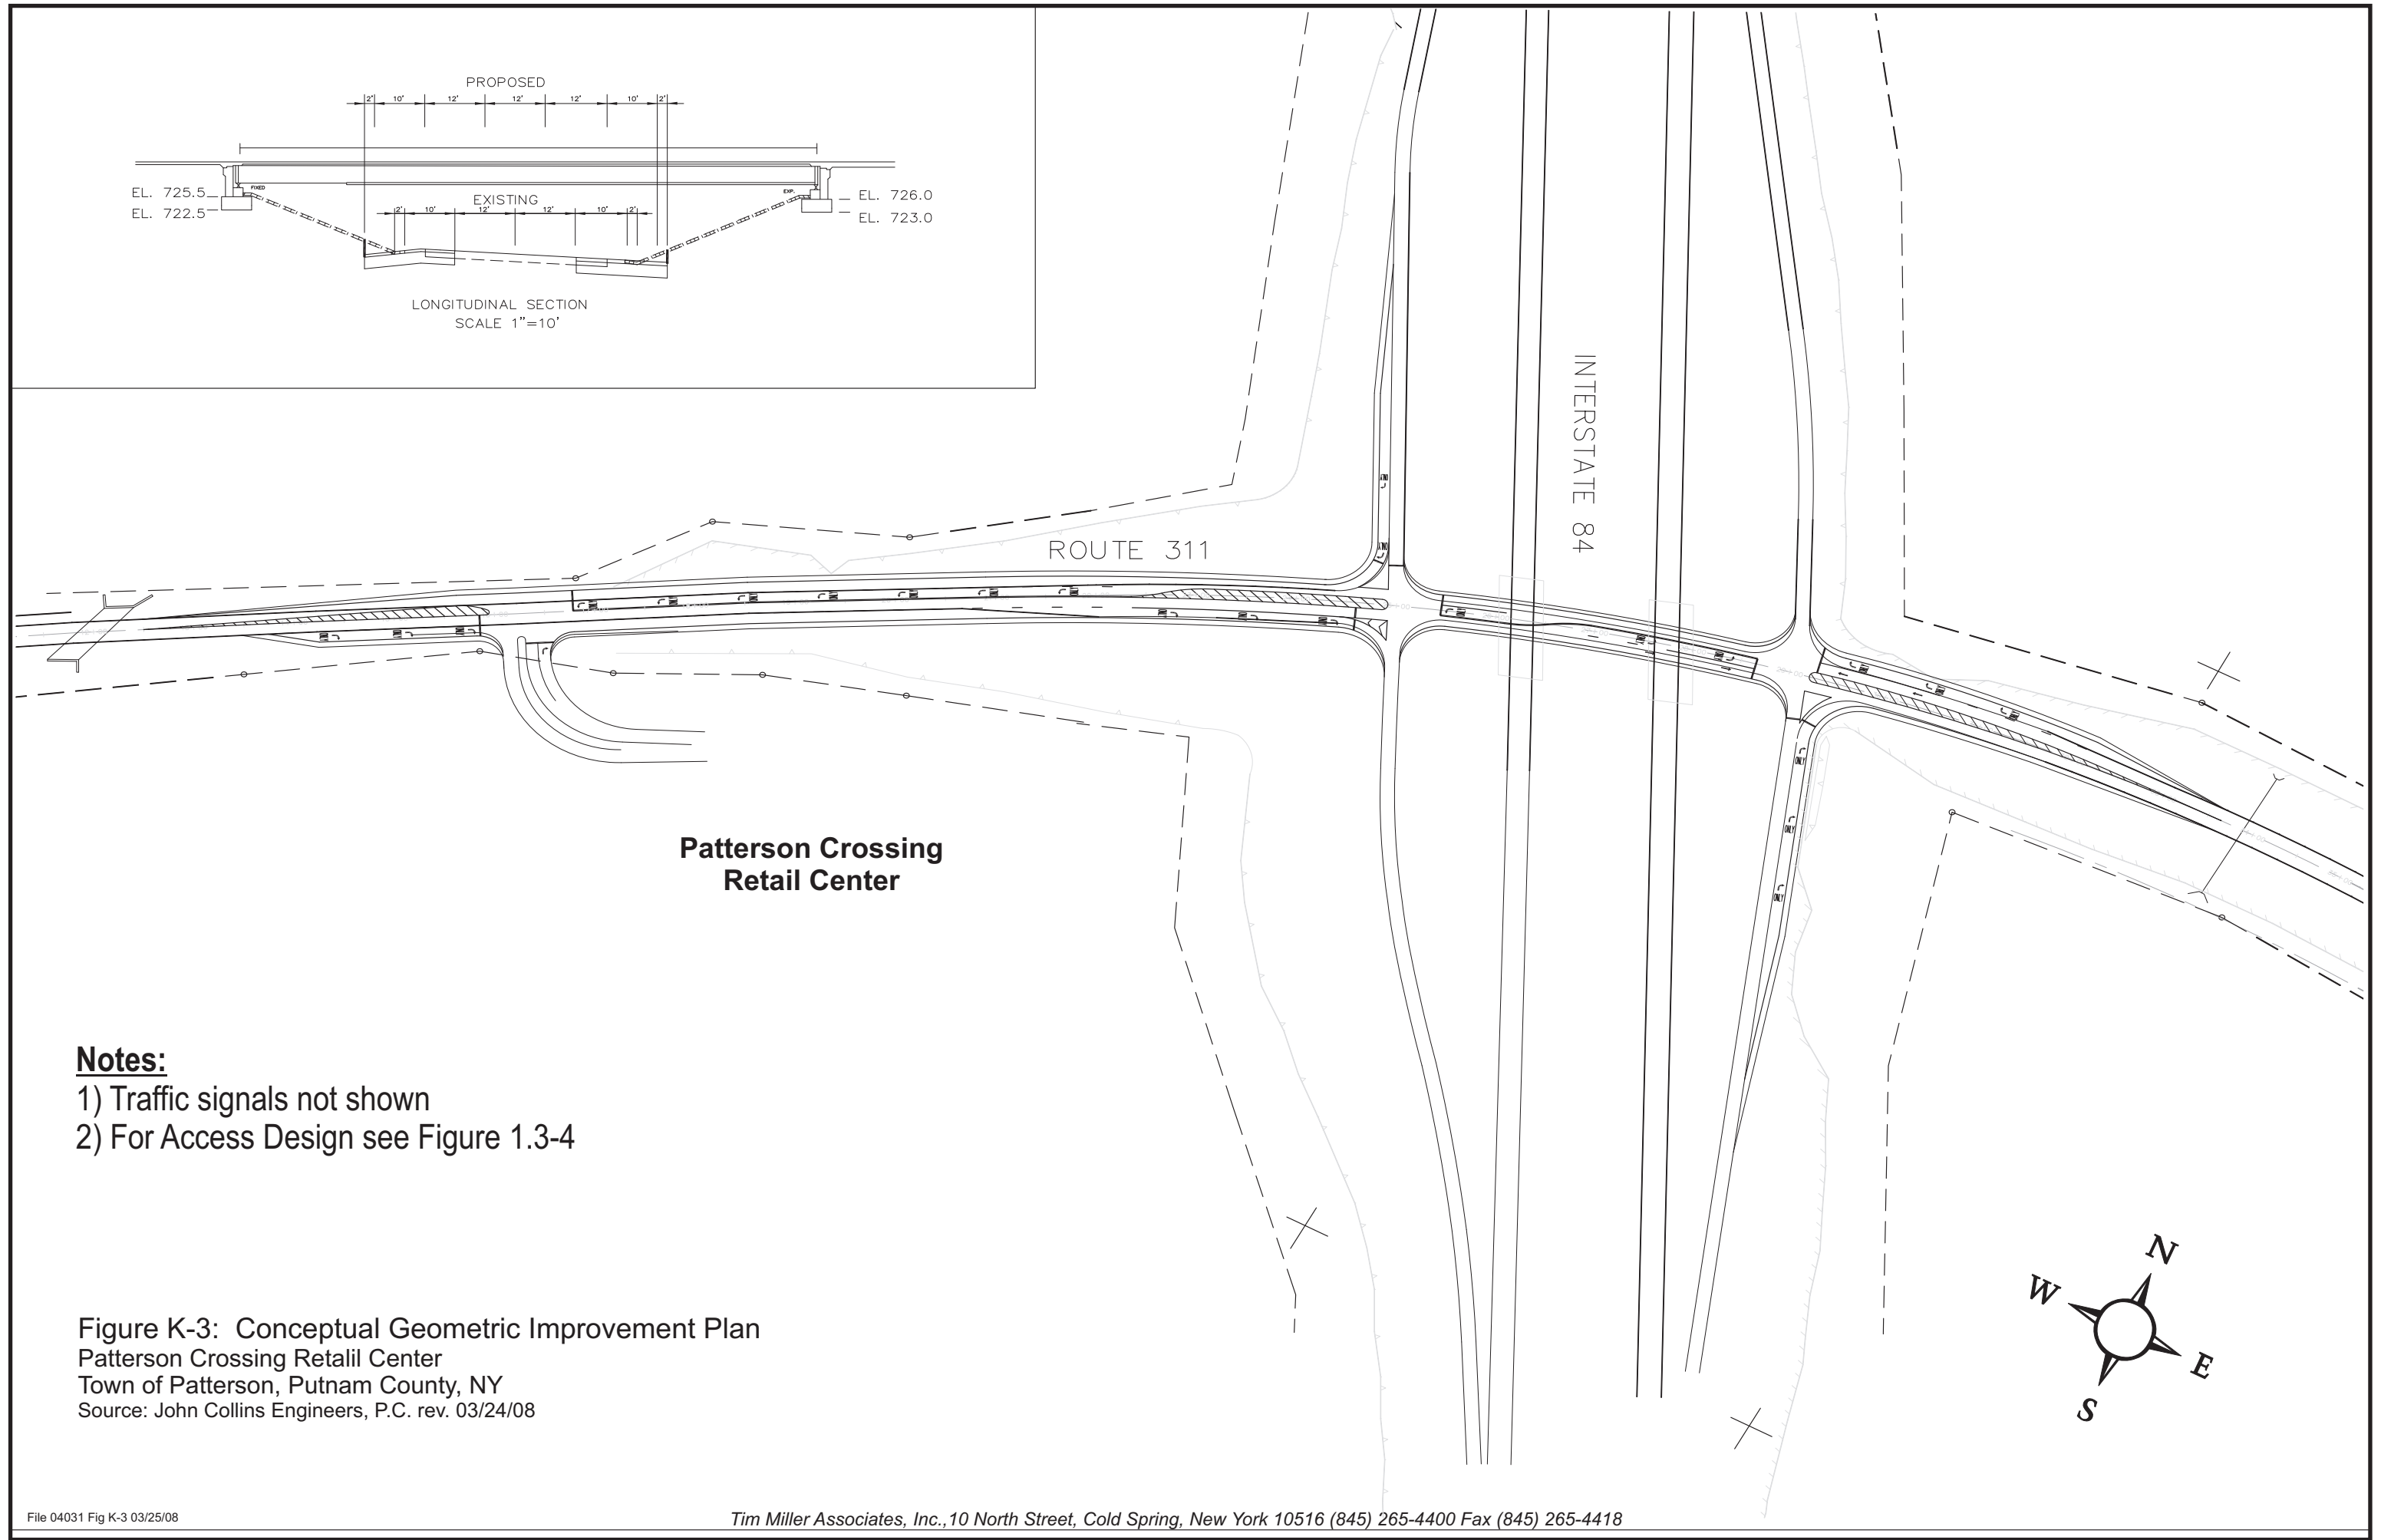 PROPOSED
2' 10' 12' 12' 12' 10' 2'
FIXED
EXP.
EL. 725.5
EL. 722.5
EXISTING
2' 10' 12' 12' 10' 2'
EL. 726.0
EL. 723.0
LONGITUDINAL SECTION
SCALE 1"=10'
INTERSTATE 84
ROUTE 311
ONLY
ONLY
ONLY
ONLY
ONLY
Patterson Crossing
Retail Center
Notes:
1) Traffic signals not shown
2) For Access Design see Figure 1.3-4
N
W
E
S
Figure K-3: Conceptual Geometric Improvement Plan
Patterson Crossing Retalil Center
Town of Patterson, Putnam County, NY
Source: John Collins Engineers, P.C. rev. 03/24/08
File 04031 Fig K-3 03/25/08
Tim Miller Associates, Inc.,10 North Street, Cold Spring, New York 10516 (845) 265-4400 Fax (845) 265-4418